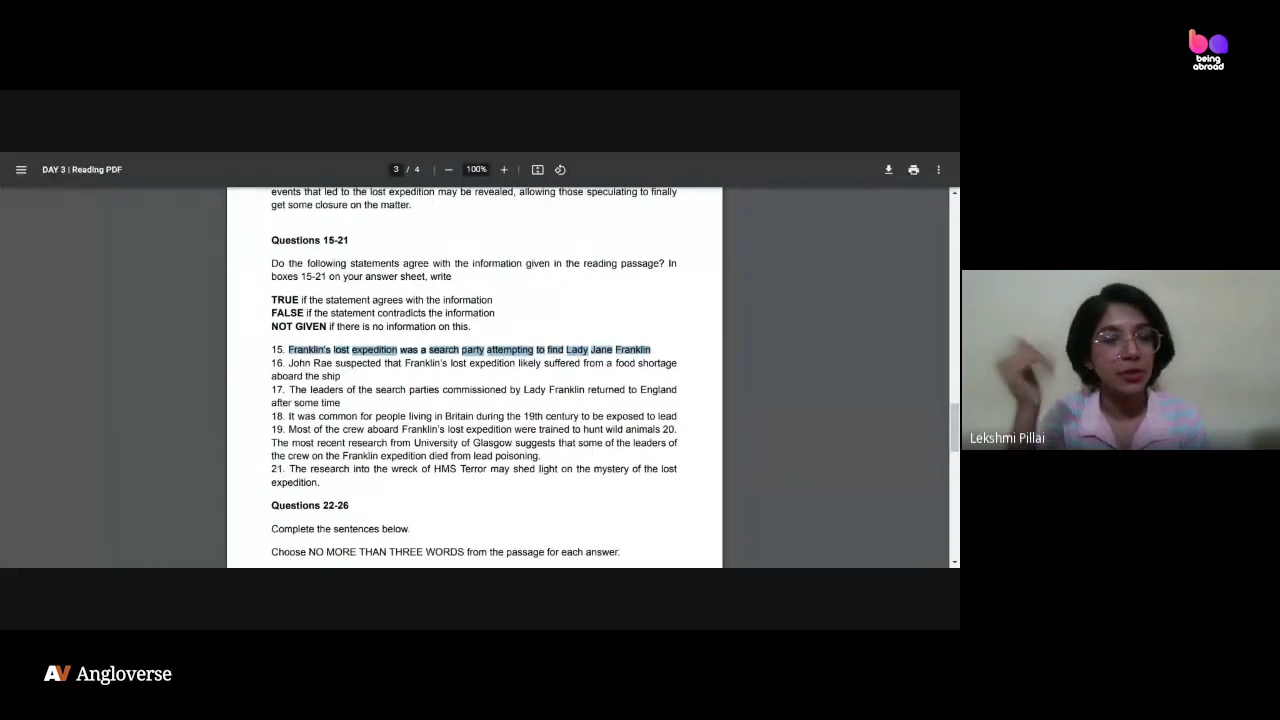 being
abroad
DAY 3 | Reading PDF
3 / 4
100%
events that led to the lost expedition may be revealed, allowing those speculating to finally
get some closure on the matter.
Questions 15-21
Do the following statements agree with the information given in the reading passage? In
boxes 15-21 on your answer sheet, write
TRUE if the statement agrees with the information
FALSE if the statement contradicts the information
NOT GIVEN if there is no information on this.
15. Franklin's lost expedition was a search party attempting to find Lady Jane Franklin
16. John Rae suspected that Franklin's lost expedition likely suffered from a food shortage
aboard the ship
17. The leaders of the search parties commissioned by Lady Franklin returned to England
after some time
18. It was common for people living in Britain during the 19th century to be exposed to lead
19. Most of the crew aboard Franklin's lost expedition were trained to hunt wild animals 20.
The most recent research from University of Glasgow suggests that some of the leaders of
the crew on the Franklin expedition died from lead poisoning.
21. The research into the wreck of HMS Terror may shed light on the mystery of the lost
expedition.
Questions 22-26
Complete the sentences below.
Choose NO MORE THAN THREE WORDS from the passage for each answer.
Lekshmi Pillai
AV Angloverse